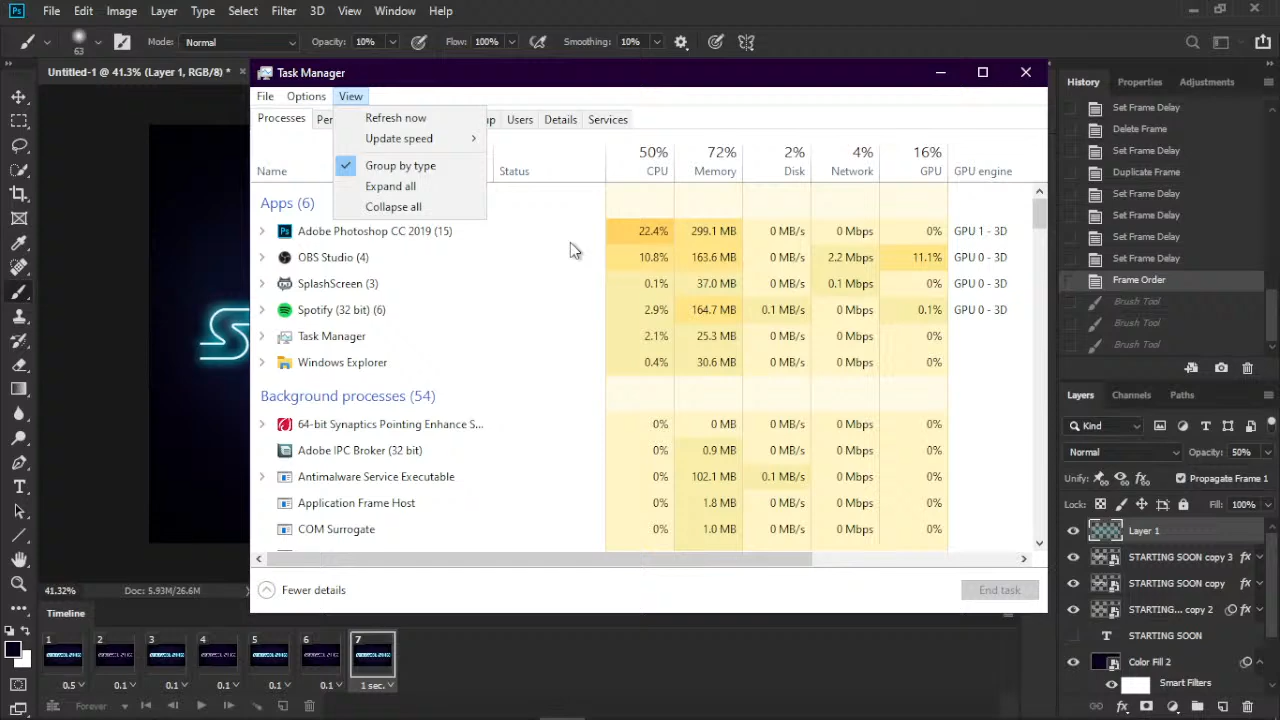 Ps File Edit Image Layer Type Select Filter 3D View Window Help
63 Mode: Normal Opacity: 10% Flow: 100% Smoothing: 10%
Untitled-1 @ 41.3% (Layer 1, RGB/8) * ×
Task Manager
File Options View
Refresh now
Update speed
Group by type
Expand all
Collapse all
Processes Users Details Services
50% 72% 2% 4% 16%
Name Status CPU Memory Disk Network GPU GPU engine
Apps (6)
Adobe Photoshop CC 2019 (15) 22.4% 299.1 MB 0 MB/s 0 Mbps 0% GPU 1 - 3D
OBS Studio (4) 10.8% 163.6 MB 0 MB/s 2.2 Mbps 11.1% GPU 0 - 3D
SplashScreen (3) 0.1% 37.0 MB 0 MB/s 0.1 Mbps 0% GPU 0 - 3D
Spotify (32 bit) (6) 2.9% 164.7 MB 0.1 MB/s 0 Mbps 0.1% GPU 0 - 3D
Task Manager 2.1% 25.3 MB 0 MB/s 0 Mbps 0%
Windows Explorer 0.4% 30.6 MB 0 MB/s 0 Mbps 0%
Background processes (54)
64-bit Synaptics Pointing Enhance S... 0% 0 MB 0 MB/s 0 Mbps 0%
Adobe IPC Broker (32 bit) 0% 0.9 MB 0 MB/s 0 Mbps 0%
Antimalware Service Executable 0% 102.1 MB 0.1 MB/s 0 Mbps 0%
Application Frame Host 0% 1.8 MB 0 MB/s 0 Mbps 0%
COM Surrogate 0% 1.0 MB 0 MB/s 0 Mbps 0%
Fewer details End task
History Properties Adjustments
Set Frame Delay
Delete Frame
Set Frame Delay
Duplicate Frame
Set Frame Delay
Set Frame Delay
Set Frame Delay
Set Frame Delay
Frame Order
Brush Tool
Brush Tool
Brush Tool
Layers Channels Paths
Kind
Normal Opacity: 50%
Unify: Propagate Frame 1
Lock: Fill: 100%
Layer 1
STARTING SOON copy 3 fx
STARTING SOON copy fx
STARTING... copy 2 fx
T STARTING SOON
Color Fill 2
Smart Filters
41.32% Doc: 5.93M/26.6M
Timeline
1 2 3 4 5 6 7
0.5 0.1 0.1 0.1 0.1 0.1 1 sec.
Forever